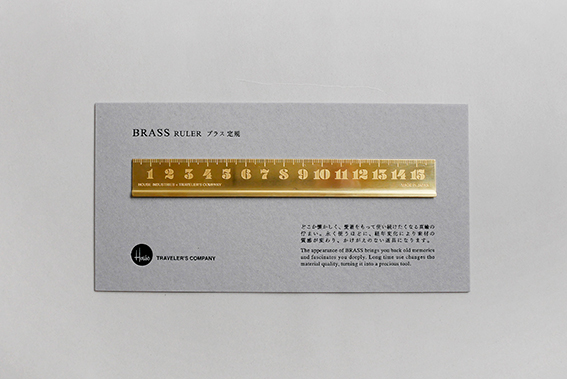 BRASS RULER ブラス定規
1 2 3 4 5 6 7 8 9 10 11 12 13 14 15
HOUSE INDUSTRIES × TRAVELER'S COMPANY
MADE IN JAPAN
どこか懐かしく、愛着をもって使い続けたくなる真鍮の
佇まい。永く使うほどに、経年変化により素材の
質感が変わり、かけがえのない道具になります。
The appearance of BRASS brings you back old memories
and fascinates you deeply. Long time use changes the
material quality, turning it into a precious tool.
House TRAVELER'S COMPANY